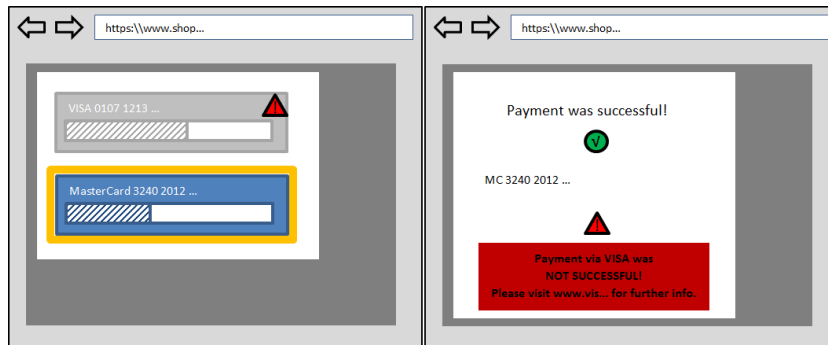 https:\\www.shop...
VISA 0107 1213 ...
MasterCard 3240 2012 ...
https:\\www.shop...
Payment was successful!
√
MC 3240 2012 ...
Payment via VISA was
NOT SUCCESSFUL!
Please visit www.vis... for further info.